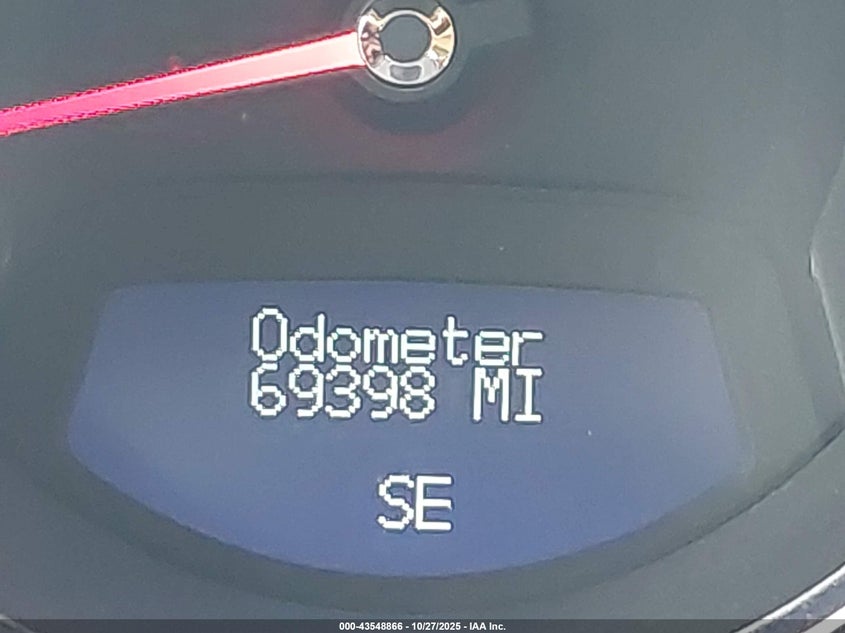 Odometer
69398 MI
SE
000-43548866 - 10/27/2025 - IAA Inc.